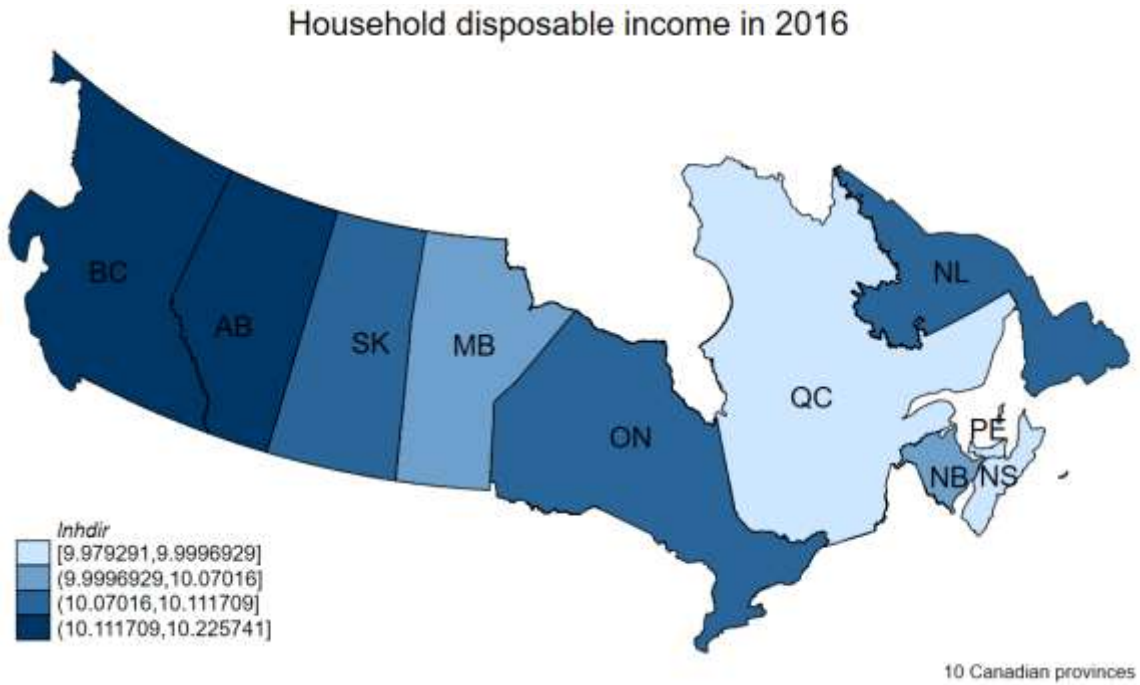 Household disposable income in 2016
BC
AB
SK
MB
ON
QC
NL
PE
NB
NS
lnhdir
[9.979291,9.9996929]
(9.9996929,10.07016]
(10.07016,10.111709]
(10.111709,10.225741]
10 Canadian provinces